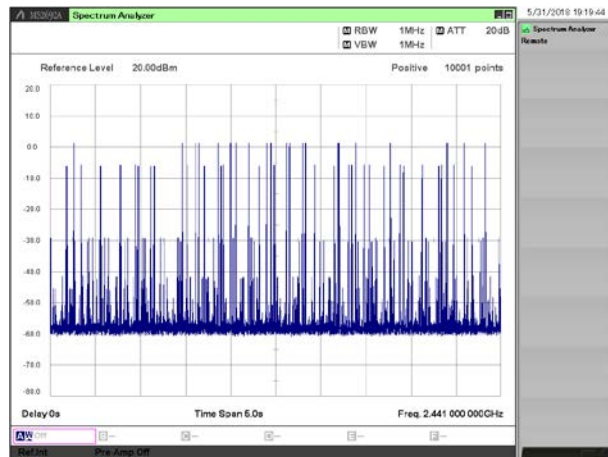 MS2692A Spectrum Analyzer
5/31/2018 19:19:44
RBW 1MHz ATT 20dB
VBW 1MHz
Spectrum Analyzer
Remote
Reference Level 20.00dBm Positive 10001 points
20.0
10.0
0.0
-10.0
-20.0
-30.0
-40.0
-50.0
-60.0
-70.0
-80.0
Delay 0s Time Span 5.0s Freq. 2.441 000 000GHz
Off
Ref.Int Pre-Amp Off